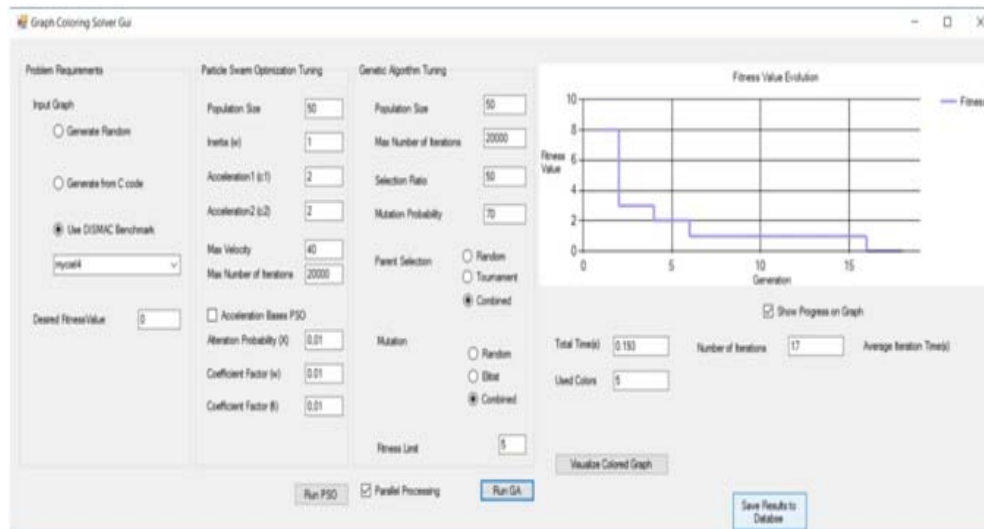 Graph Coloring Solver Gui
Problem Requirements
Input Graph
Generate Random
Generate from C code
Use DISMAC Benchmark
myciel4
Desired FitnessValue 0
Particle Swarm Optimization Tuning
Population Size 50
Inertia (w) 1
Acceleration1 (c1) 2
Acceleration2 (c2) 2
Max Velocity 40
Max Number of Iterations 20000
Acceleration Bases PSO
Alteration Probability (X) 0.01
Coefficient Factor (w) 0.01
Coefficient Factor (fi) 0.01
Run PSO
Genetic Algorithm Tuning
Population Size 50
Max Number of Iterations 20000
Selection Ratio 50
Mutation Probability 70
Parent Selection
Random
Tournament
Combined
Mutation
Random
Elitist
Combined
Fitness Limit 5
Parallel Processing
Run GA
Fitness Value Evolution
Fitness
Fitness
Value
10
8
6
4
2
0
0 5 10 15
Generation
Show Progress on Graph
Total Time(s) 0.193
Number of Iterations 17
Average Iteration Time(s)
Used Colors 5
Visualize Colored Graph
Save Results to
Databse